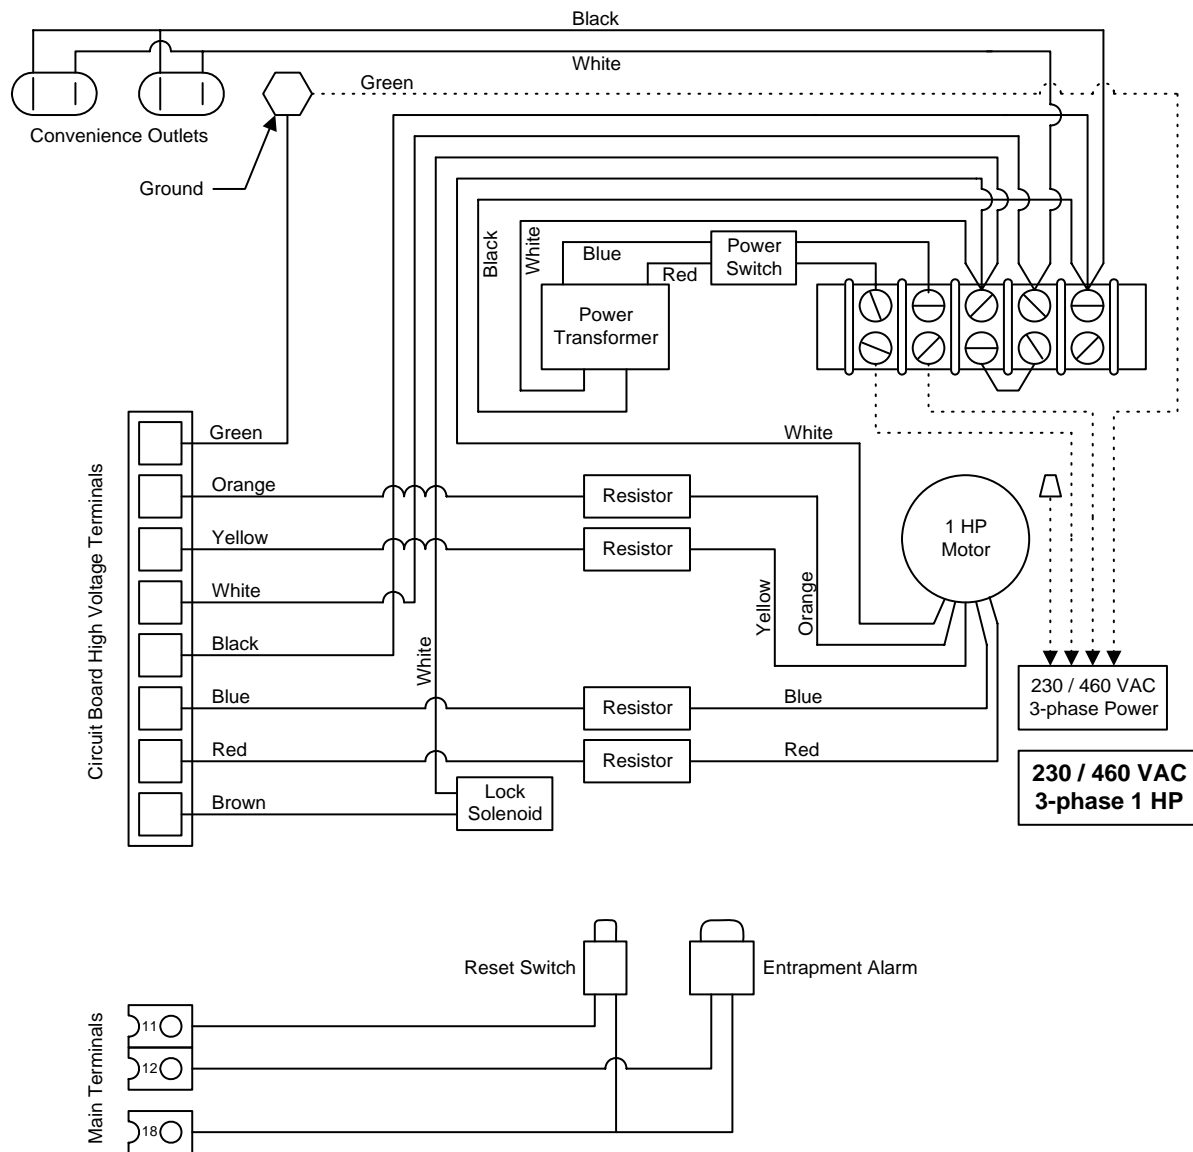 Black
White
Green
Convenience Outlets
Ground
Black
White
Blue
Red
Power
Switch
Power
Transformer
Circuit Board High Voltage Terminals
Green
White
Orange
Resistor
Yellow
Resistor
1 HP
Motor
White
Yellow
Orange
Black
White
Blue
Resistor
Blue
230 / 460 VAC
3-phase Power
Red
Resistor
Red
Brown
Lock
Solenoid
230 / 460 VAC
3-phase 1 HP
Reset Switch
Entrapment Alarm
Main Terminals
11
12
18